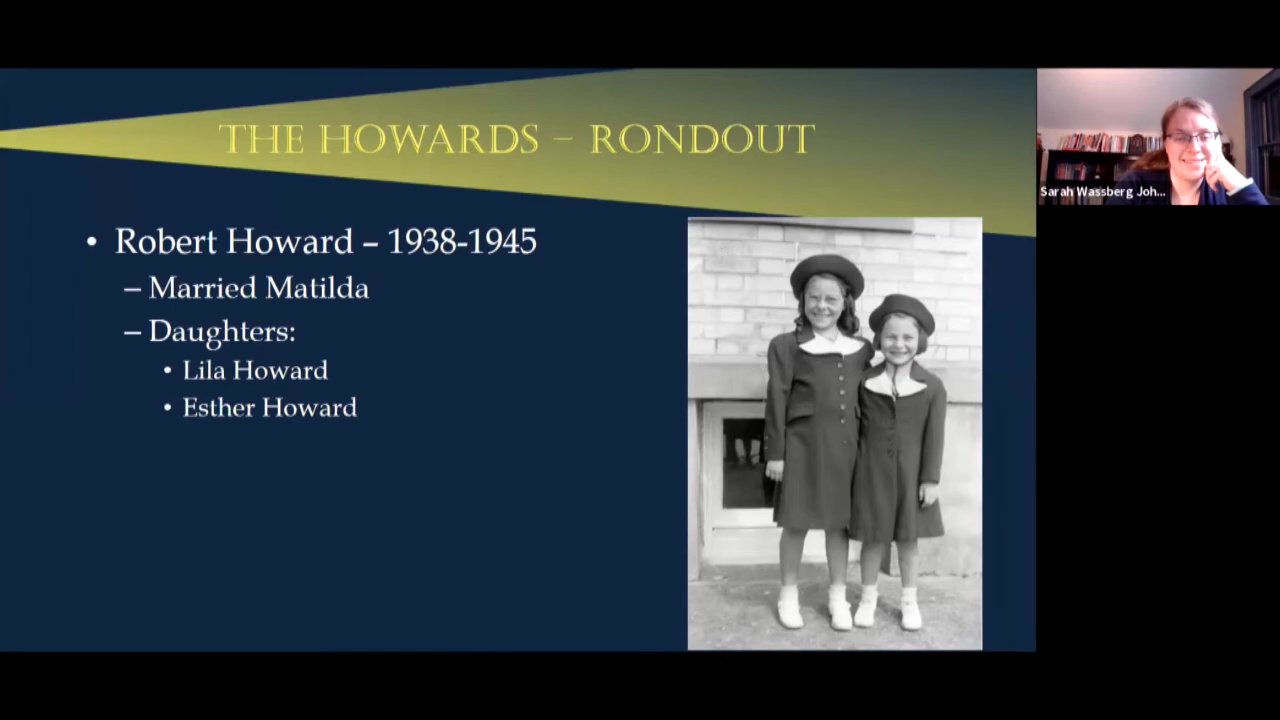 THE HOWARDS – RONDOUT
• Robert Howard – 1938-1945
– Married Matilda
– Daughters:
• Lila Howard
• Esther Howard
Sarah Wassberg Joh...